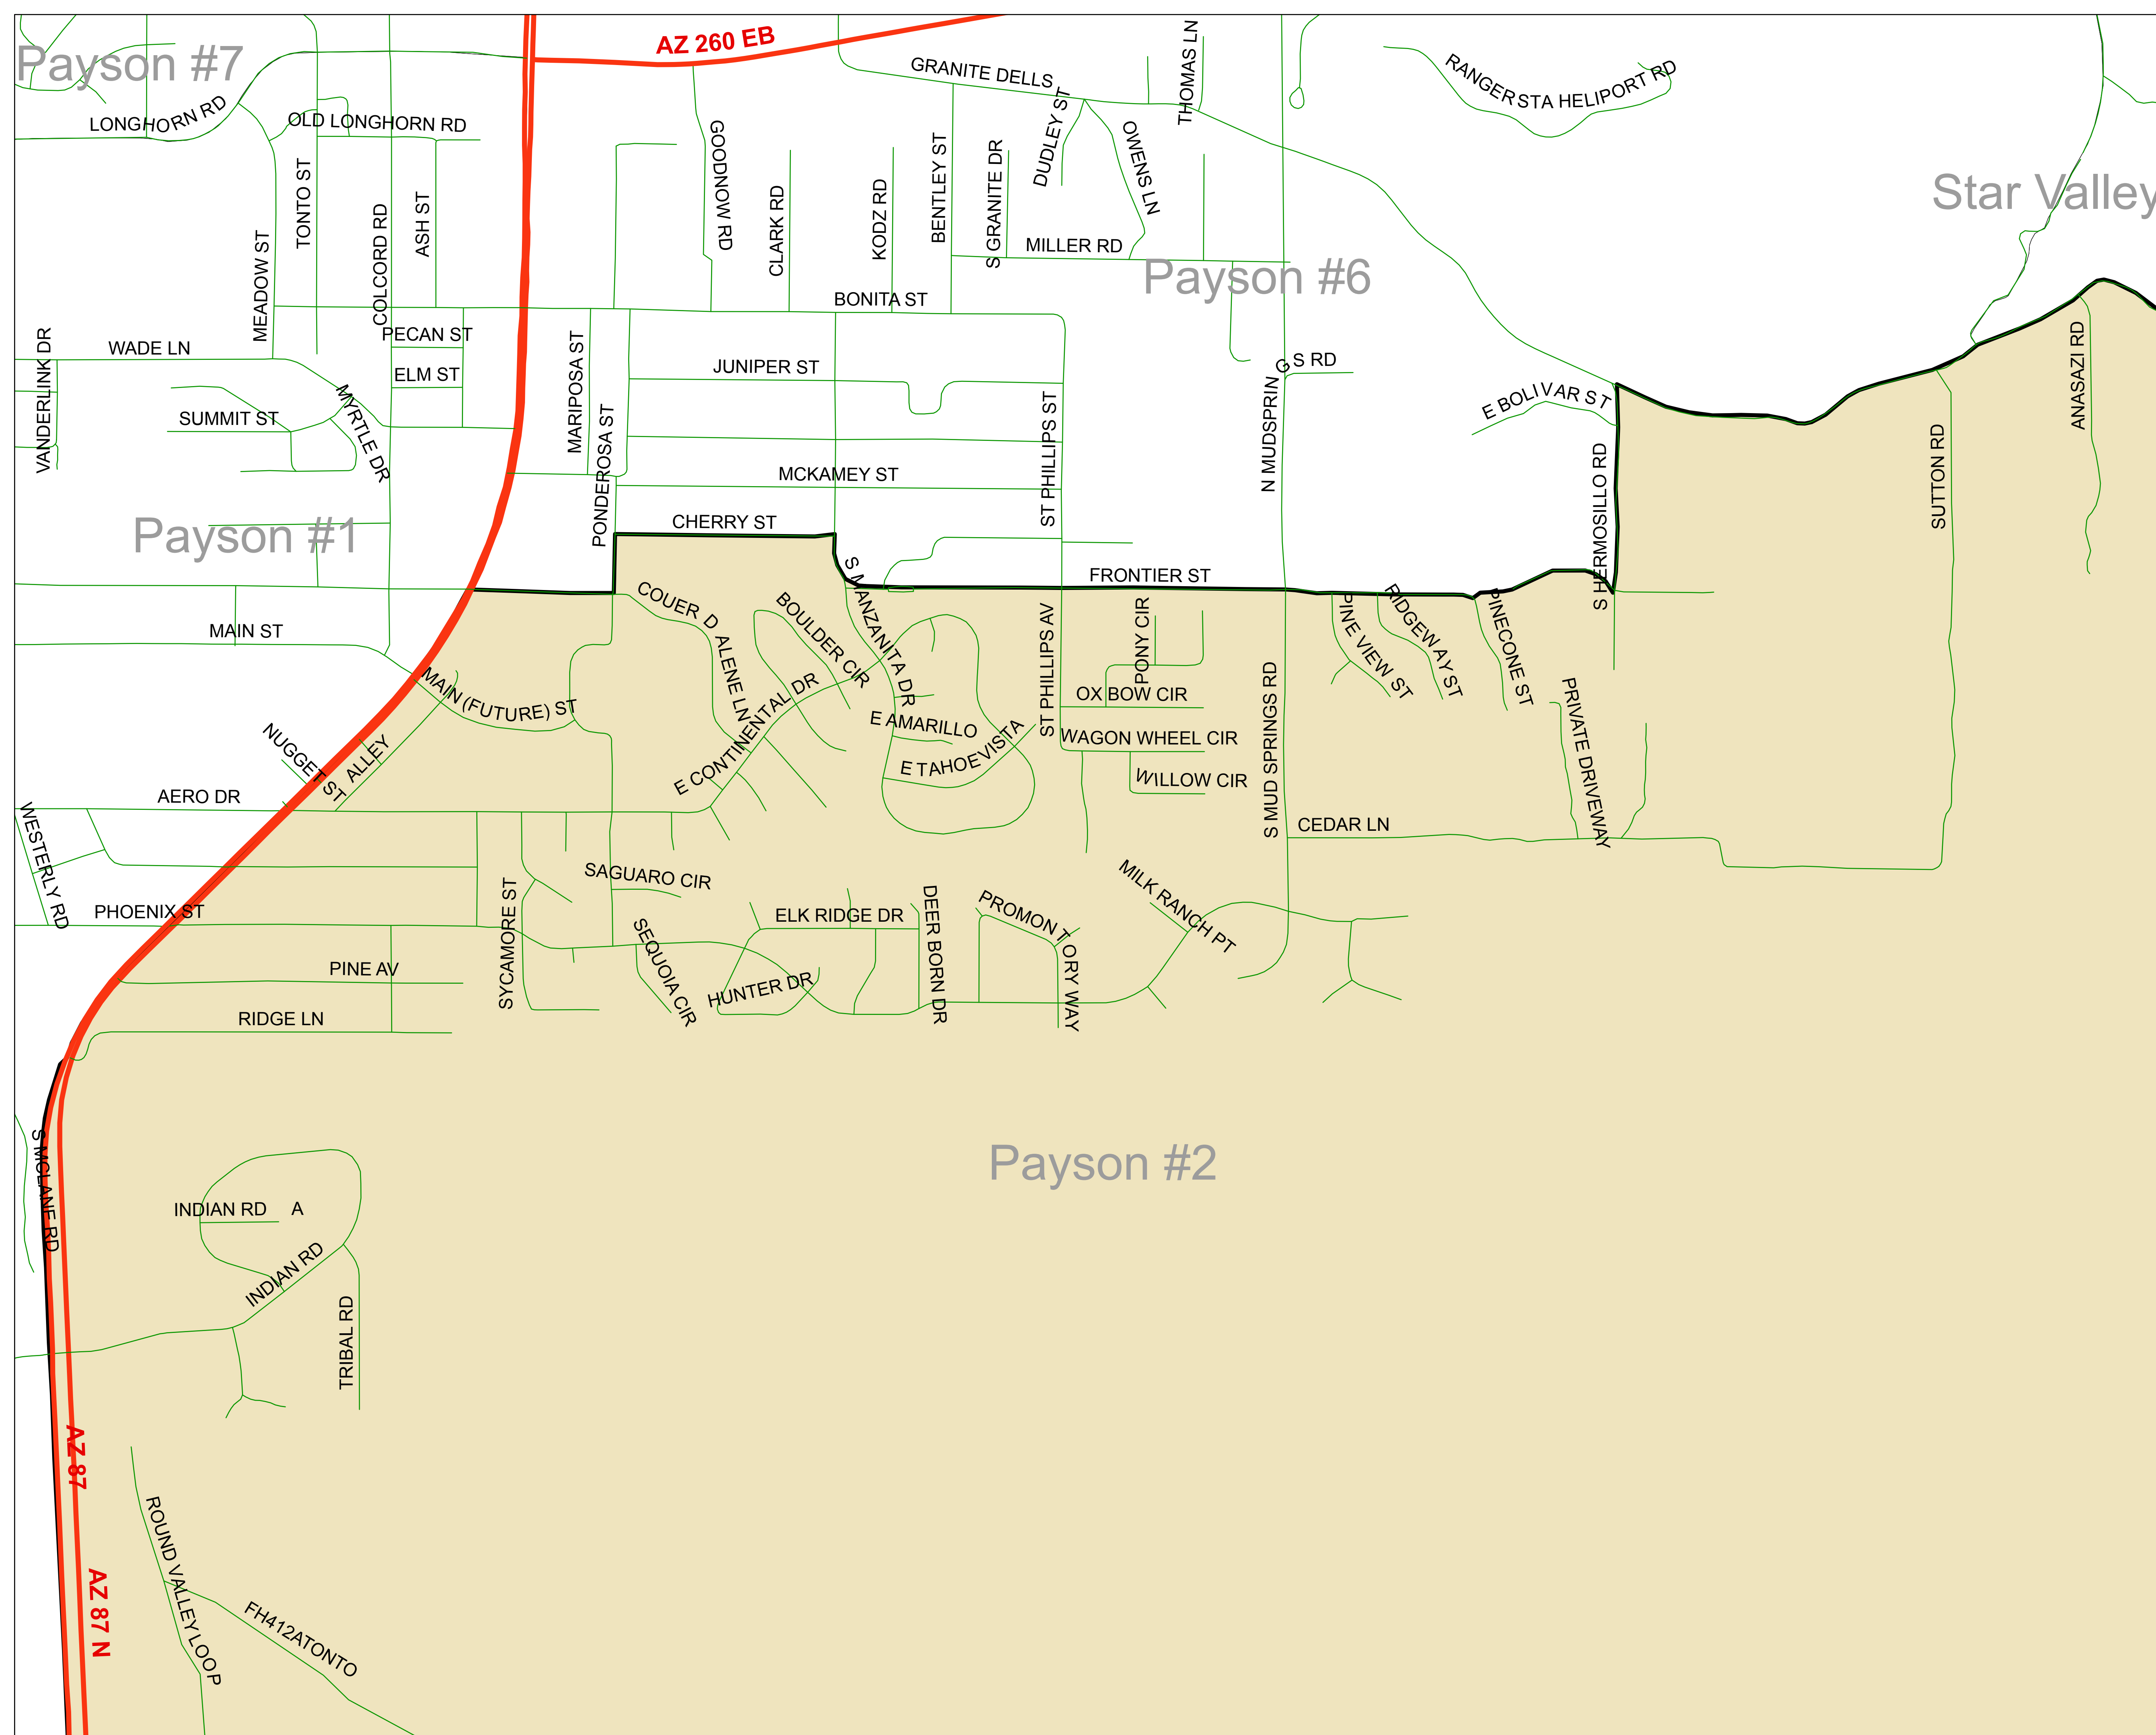 AZ 260 EB
Payson #7
GRANITE DELLS
THOMAS LN
RANGER STA HELIPORT RD
LONGHORN RD
OLD LONGHORN RD
DUDLEY ST
OWENS LN
GOODNOW RD
BENTLEY ST
S GRANITE DR
TONTO ST
COLCORD RD
ASH ST
CLARK RD
KODZ RD
Star Valley
MEADOW ST
MILLER RD
Payson #6
BONITA ST
VANDERLINK DR
WADE LN
PECAN ST
ELM ST
MARIPOSA ST
JUNIPER ST
N MUDSPRINGS RD
E BOLIVAR ST
ANASAZI RD
SUMMIT ST
MYRTLE DR
PONDEROSA ST
ST PHILLIPS ST
SUTTON RD
MCKAMEY ST
S HERMOSILLO RD
Payson #1
CHERRY ST
FRONTIER ST
COUER D ALENE LN
BOULDER CIR
S MANZANITA DR
ST PHILLIPS AV
PONY CIR
PINE VIEW ST
RIDGEWAY ST
PINECONE ST
MAIN ST
MAIN (FUTURE) ST
OX BOW CIR
S MUD SPRINGS RD
PRIVATE DRIVEWAY
E CONTINENTAL DR
E AMARILLO
E TAHOE VISTA
WAGON WHEEL CIR
NUGGET ST
ALLEY
WILLOW CIR
AERO DR
CEDAR LN
WESTERLY RD
SAGUARO CIR
MILK RANCH PT
PHOENIX ST
SYCAMORE ST
ELK RIDGE DR
DEER BORN DR
PROMONTORY WAY
SEQUOIA CIR
PINE AV
HUNTER DR
RIDGE LN
S MCLANE RD
Payson #2
INDIAN RD A
INDIAN RD
TRIBAL RD
AZ 87
ROUND VALLEY LOOP
AZ 87 N
FH412ATONTO